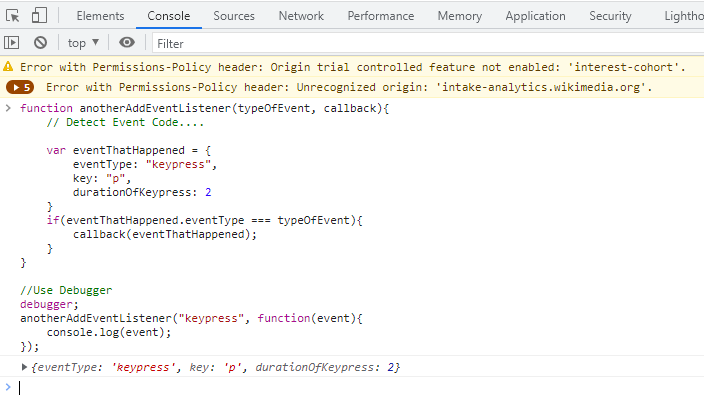 Elements Console Sources Network Performance Memory Application Security Lightho
top ▼ Filter
Error with Permissions-Policy header: Origin trial controlled feature not enabled: 'interest-cohort'.
5 Error with Permissions-Policy header: Unrecognized origin: 'intake-analytics.wikimedia.org'.
> function anotherAddEventListener(typeOfEvent, callback){
// Detect Event Code....
var eventThatHappened = {
eventType: "keypress",
key: "p",
durationOfKeypress: 2
}
if(eventThatHappened.eventType === typeOfEvent){
callback(eventThatHappened);
}
}
//Use Debugger
debugger;
anotherAddEventListener("keypress", function(event){
console.log(event);
});
{eventType: 'keypress', key: 'p', durationOfKeypress: 2}
>